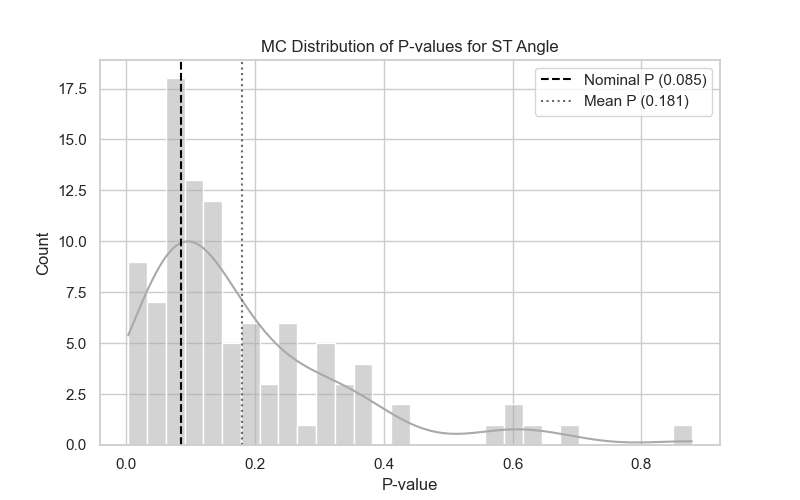 MC Distribution of P-values for ST Angle
Nominal P (0.085)
Mean P (0.181)
17.5
15.0
12.5
10.0
7.5
5.0
2.5
0.0
Count
0.0 0.2 0.4 0.6 0.8
P-value